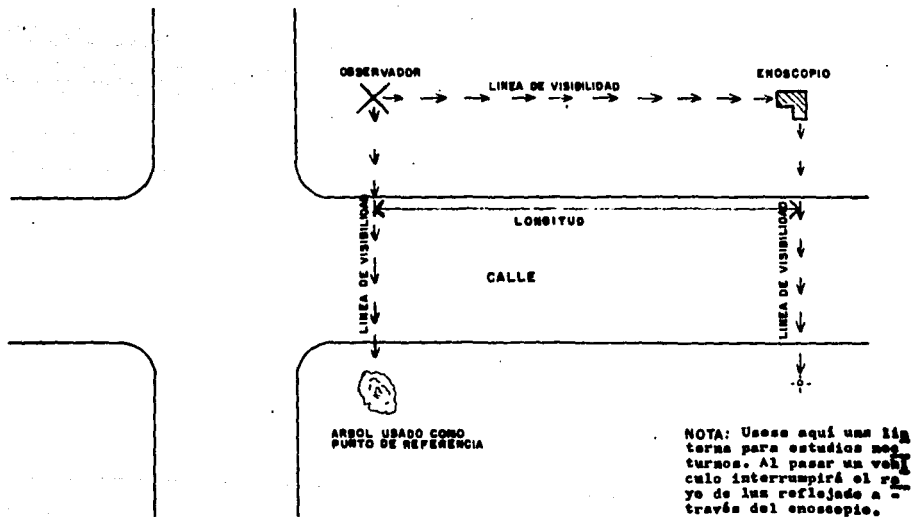 OBSERVADOR
ENOSCOPIO
LINEA DE VISIBILIDAD
LINEA DE VISIBILIDAD
LONGITUD
LINEA DE VISIBILIDAD
CALLE
ARBOL USADO COMO
PUNTO DE REFERENCIA
NOTA: Usese aquí una lin
terna para estudios noc
turnos. Al pasar un vehí
culo interrumpirá el ra
yo de luz reflejado a -
través del enoscopio.